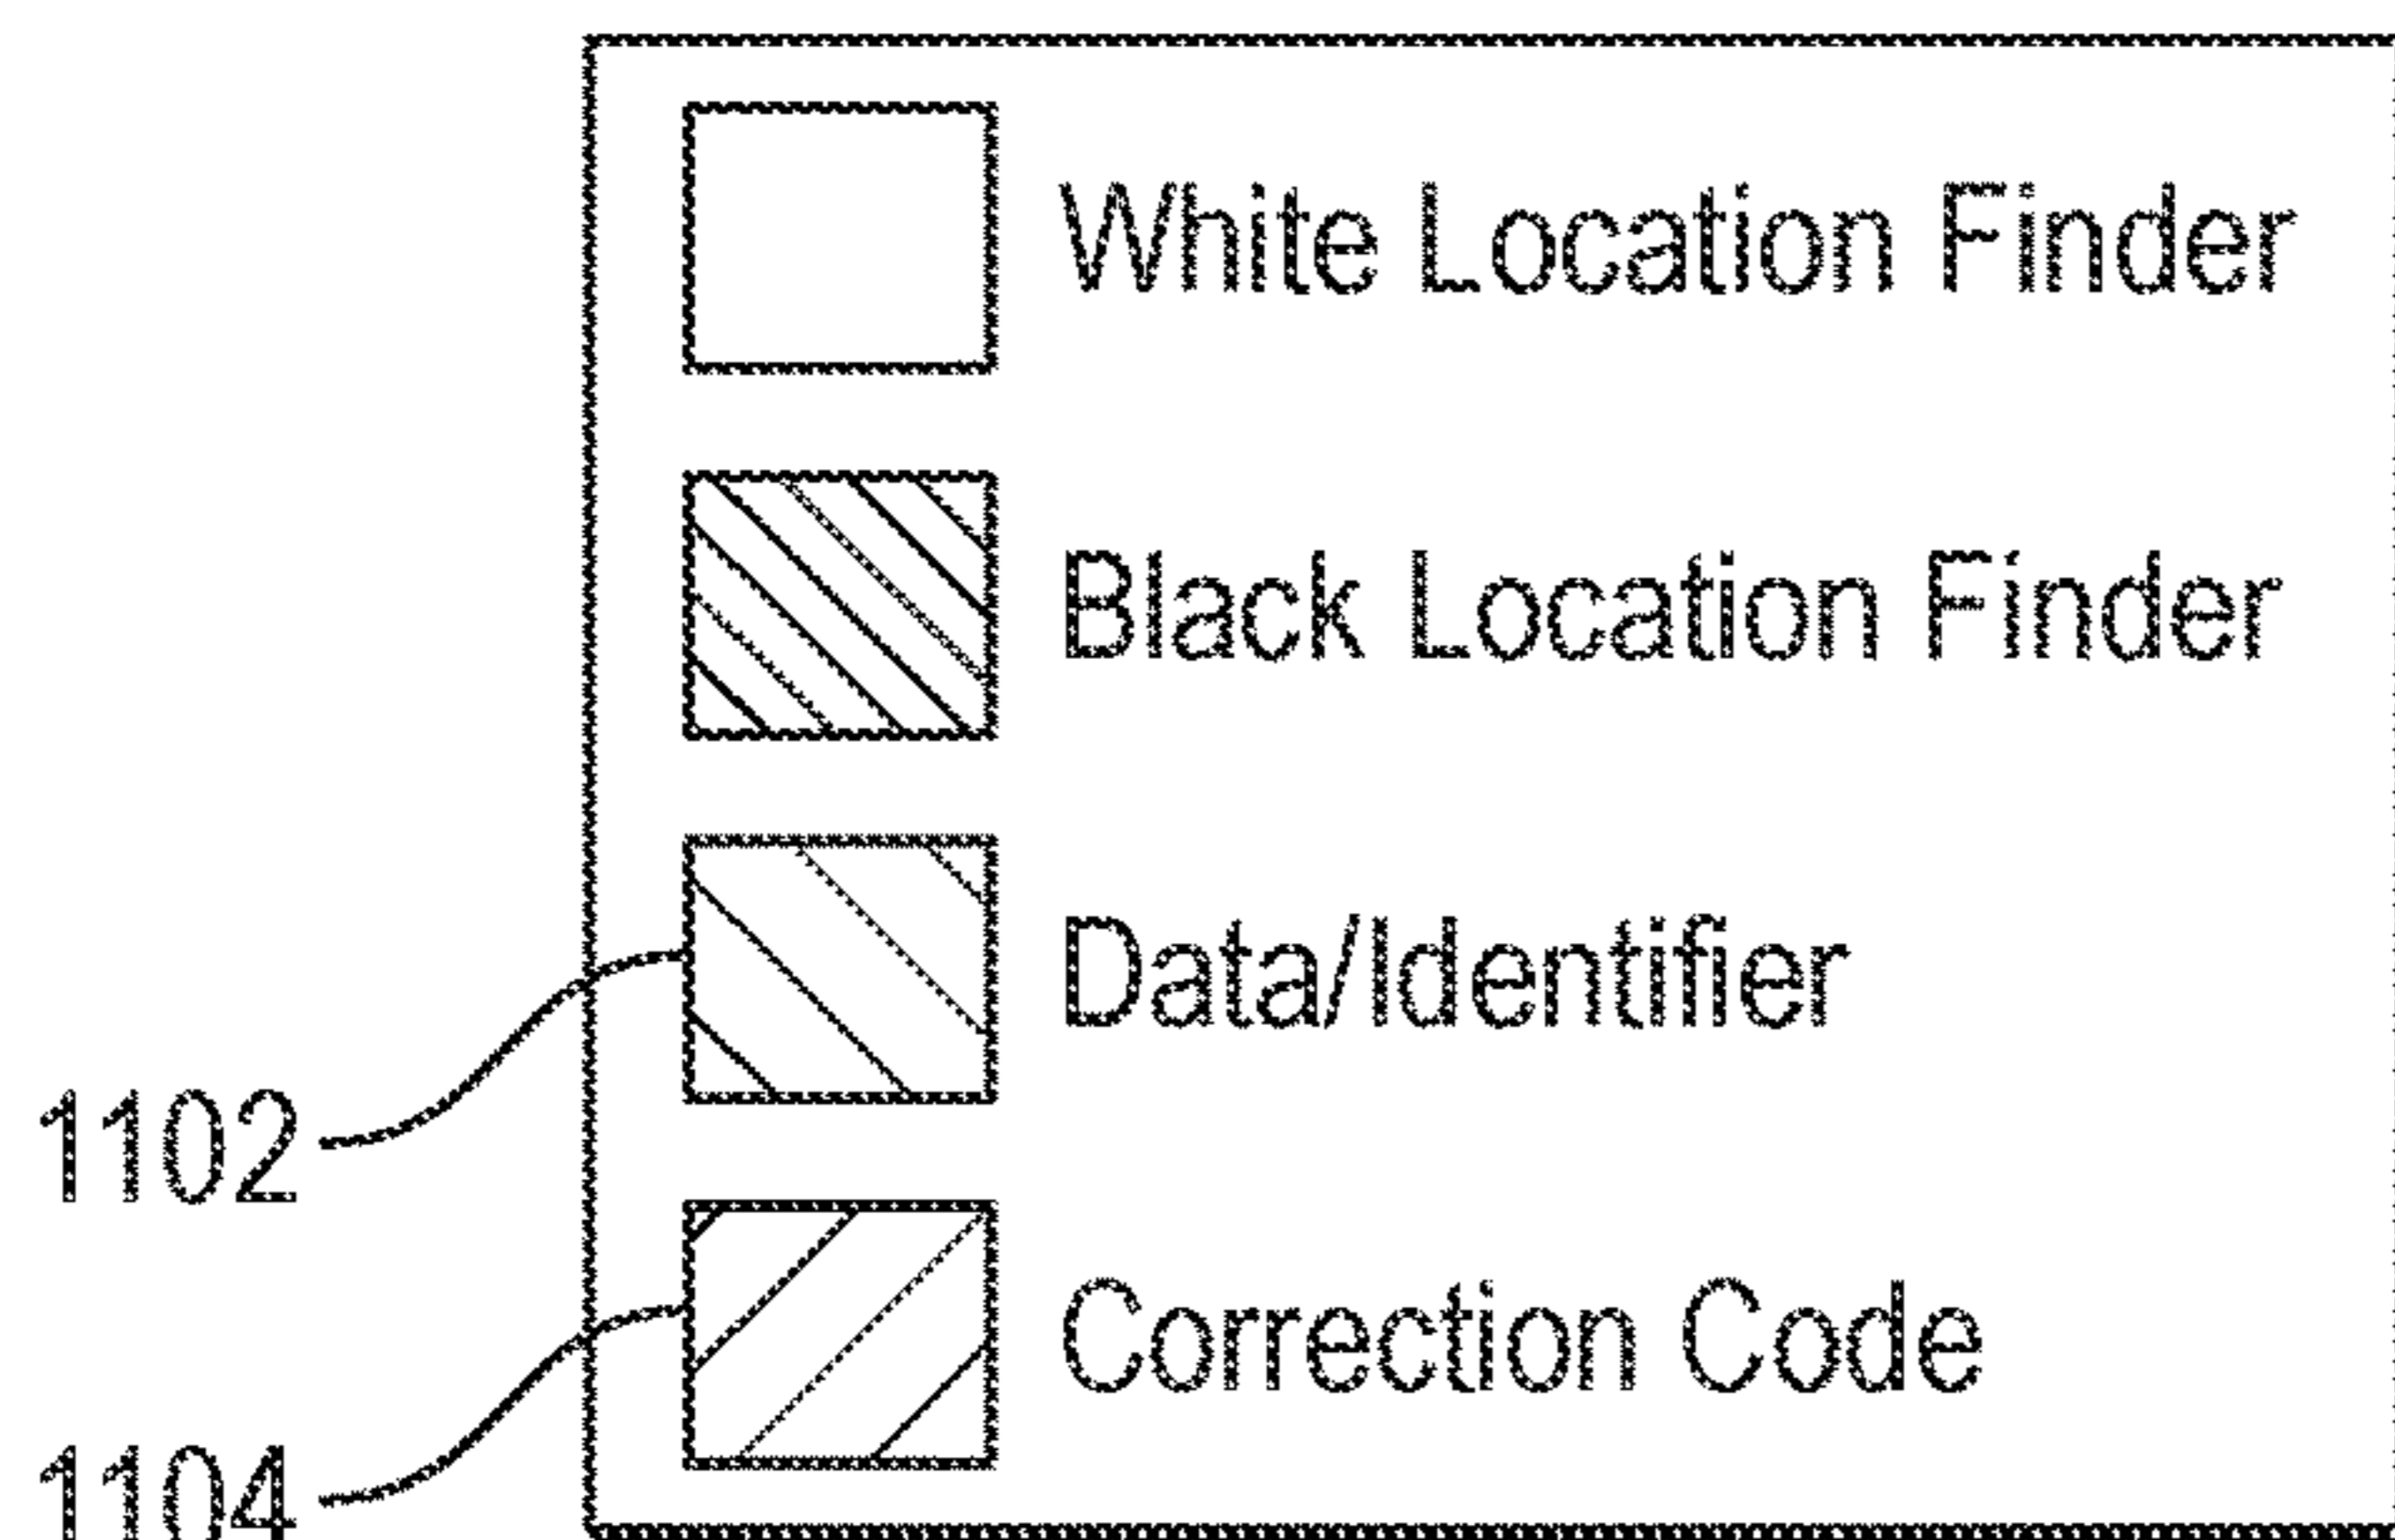 White Location Finder
Black Location Finder
Data/Identifier
1102
Correction Code
1104